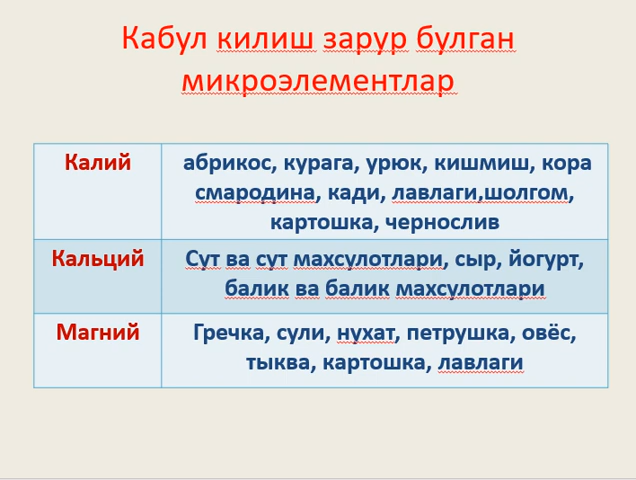 Кабул килиш зарур булган
микроэлементлар
Калий
абрикос, курага, урюк, кишмиш, кора
смародина, кади, лавлаги,шолгом,
картошка, чернослив
Кальций
Сут ва сут махсулотлари, сыр, йогурт,
балик ва балик махсулотлари
Магний
Гречка, сули, нухат, петрушка, овёс,
тыква, картошка, лавлаги